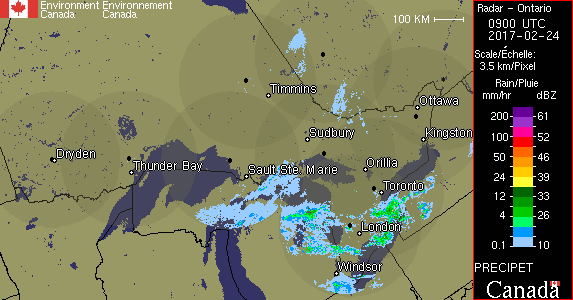 Environment Environnement
Canada Canada
100 KM
Timmins
Ottawa
Sudbury
Kingston
Dryden
Thunder Bay
Sault Ste. Marie
Orillia
Toronto
London
Windsor
Radar - Ontario
0900 UTC
2017-02-24
Scale/Échelle:
3.5 km/Pixel
Rain/Pluie
mm/hr dBZ
200 61
100 52
50 46
24 39
12 33
4 26
0.1 10
PRECIPET
Canada